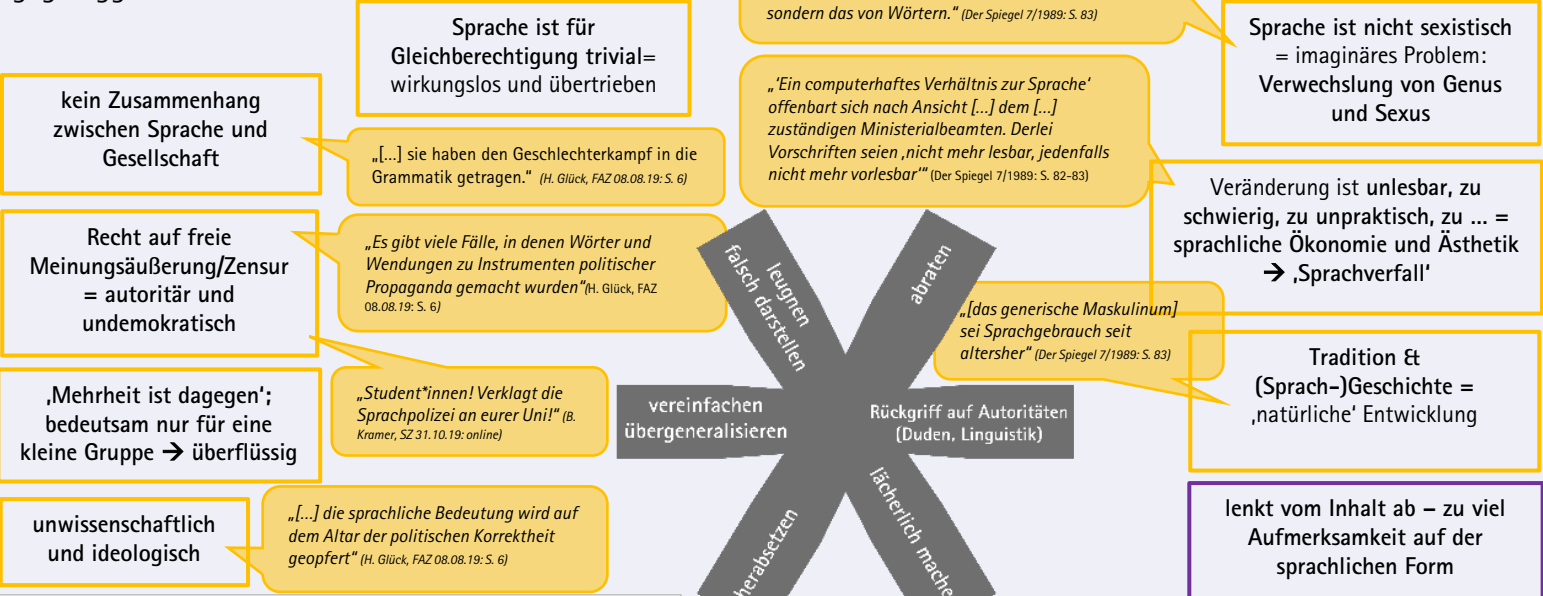 sondern das von Wörtern.“ (Der Spiegel 7/1989: S. 83)
Sprache ist für
Gleichberechtigung trivial=
wirkungslos und übertrieben
Sprache ist nicht sexistisch
= imaginäres Problem:
Verwechslung von Genus
und Sexus
kein Zusammenhang
zwischen Sprache und
Gesellschaft
„[…] sie haben den Geschlechterkampf in die
Grammatik getragen.“ (H. Glück, FAZ 08.08.19: S. 6)
„‚Ein computerhaftes Verhältnis zur Sprache‘
offenbart sich nach Ansicht […] dem […]
zuständigen Ministerialbeamten. Derlei
Vorschriften seien ‚nicht mehr lesbar, jedenfalls
nicht mehr vorlesbar‘“ (Der Spiegel 7/1989: S. 82-83)
Veränderung ist unlesbar, zu
schwierig, zu unpraktisch, zu ... =
sprachliche Ökonomie und Ästhetik
→ ‚Sprachverfall‘
Recht auf freie
Meinungsäußerung/Zensur
= autoritär und
undemokratisch
„Es gibt viele Fälle, in denen Wörter und
Wendungen zu Instrumenten politischer
Propaganda gemacht wurden“(H. Glück, FAZ
08.08.19: S. 6)
leugnen
falsch darstellen
abraten
„[das generische Maskulinum]
sei Sprachgebrauch seit
altersher“ (Der Spiegel 7/1989: S. 83)
Tradition &
(Sprach-)Geschichte =
‚natürliche‘ Entwicklung
‚Mehrheit ist dagegen‘;
bedeutsam nur für eine
kleine Gruppe → überflüssig
„Student*innen! Verklagt die
Sprachpolizei an eurer Uni!“ (B.
Kramer, SZ 31.10.19: online)
vereinfachen
übergeneralisieren
Rückgriff auf Autoritäten
(Duden, Linguistik)
unwissenschaftlich
und ideologisch
„[…] die sprachliche Bedeutung wird auf
dem Altar der politischen Korrektheit
geopfert“ (H. Glück, FAZ 08.08.19: S. 6)
herabsetzen
lächerlich mache
lenkt vom Inhalt ab – zu viel
Aufmerksamkeit auf der
sprachlichen Form